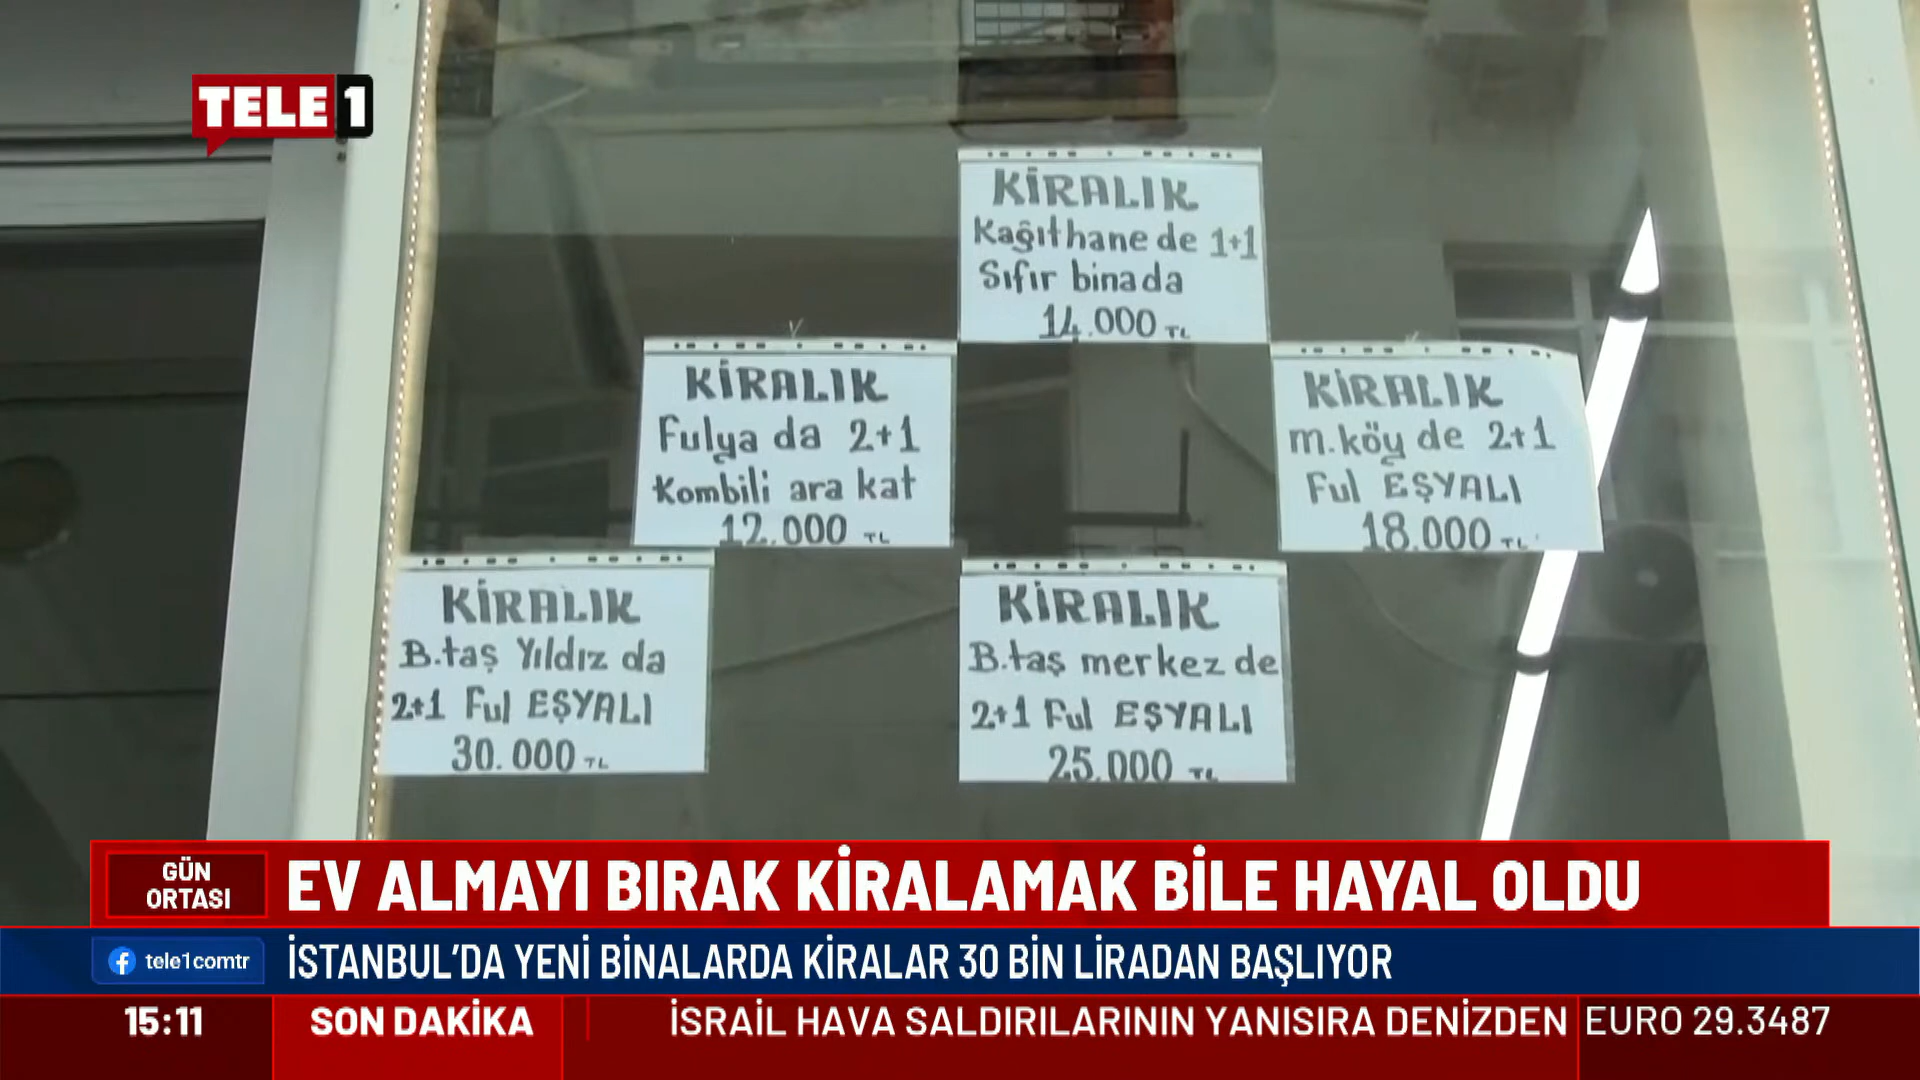 TELE 1
KİRALIK
Kağıthane de 1+1
Sıfır binada
14.000 TL
KİRALIK
Fulya da 2+1
Kombili ara kat
12.000 TL
KİRALIK
m.köy de 2+1
Ful EŞYALI
18.000 TL
KİRALIK
B.taş Yıldız da
2+1 Ful EŞYALI
30.000 TL
KİRALIK
B.taş merkez de
2+1 Ful EŞYALI
25.000 TL
GÜN
ORTASI
EV ALMAYI BIRAK KİRALAMAK BİLE HAYAL OLDU
tele1comtr
İSTANBUL'DA YENİ BİNALARDA KİRALAR 30 BİN LİRADAN BAŞLIYOR
15:11 SON DAKİKA İSRAİL HAVA SALDIRILARININ YANISIRA DENİZDEN EURO 29.3487